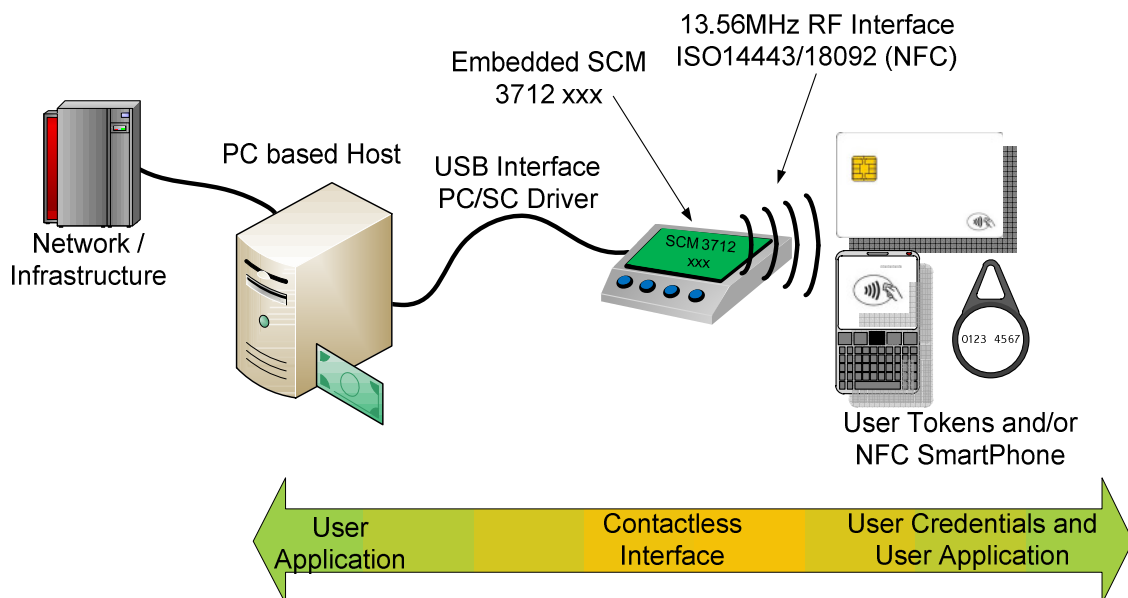 13.56MHz RF Interface
ISO14443/18092 (NFC)
Embedded SCM
3712 xxx
PC based Host
USB Interface
PC/SC Driver
Network /
Infrastructure
SCM 3712
xxx
0123 4567
User Tokens and/or
NFC SmartPhone
User
Application
Contactless
Interface
User Credentials and
User Application